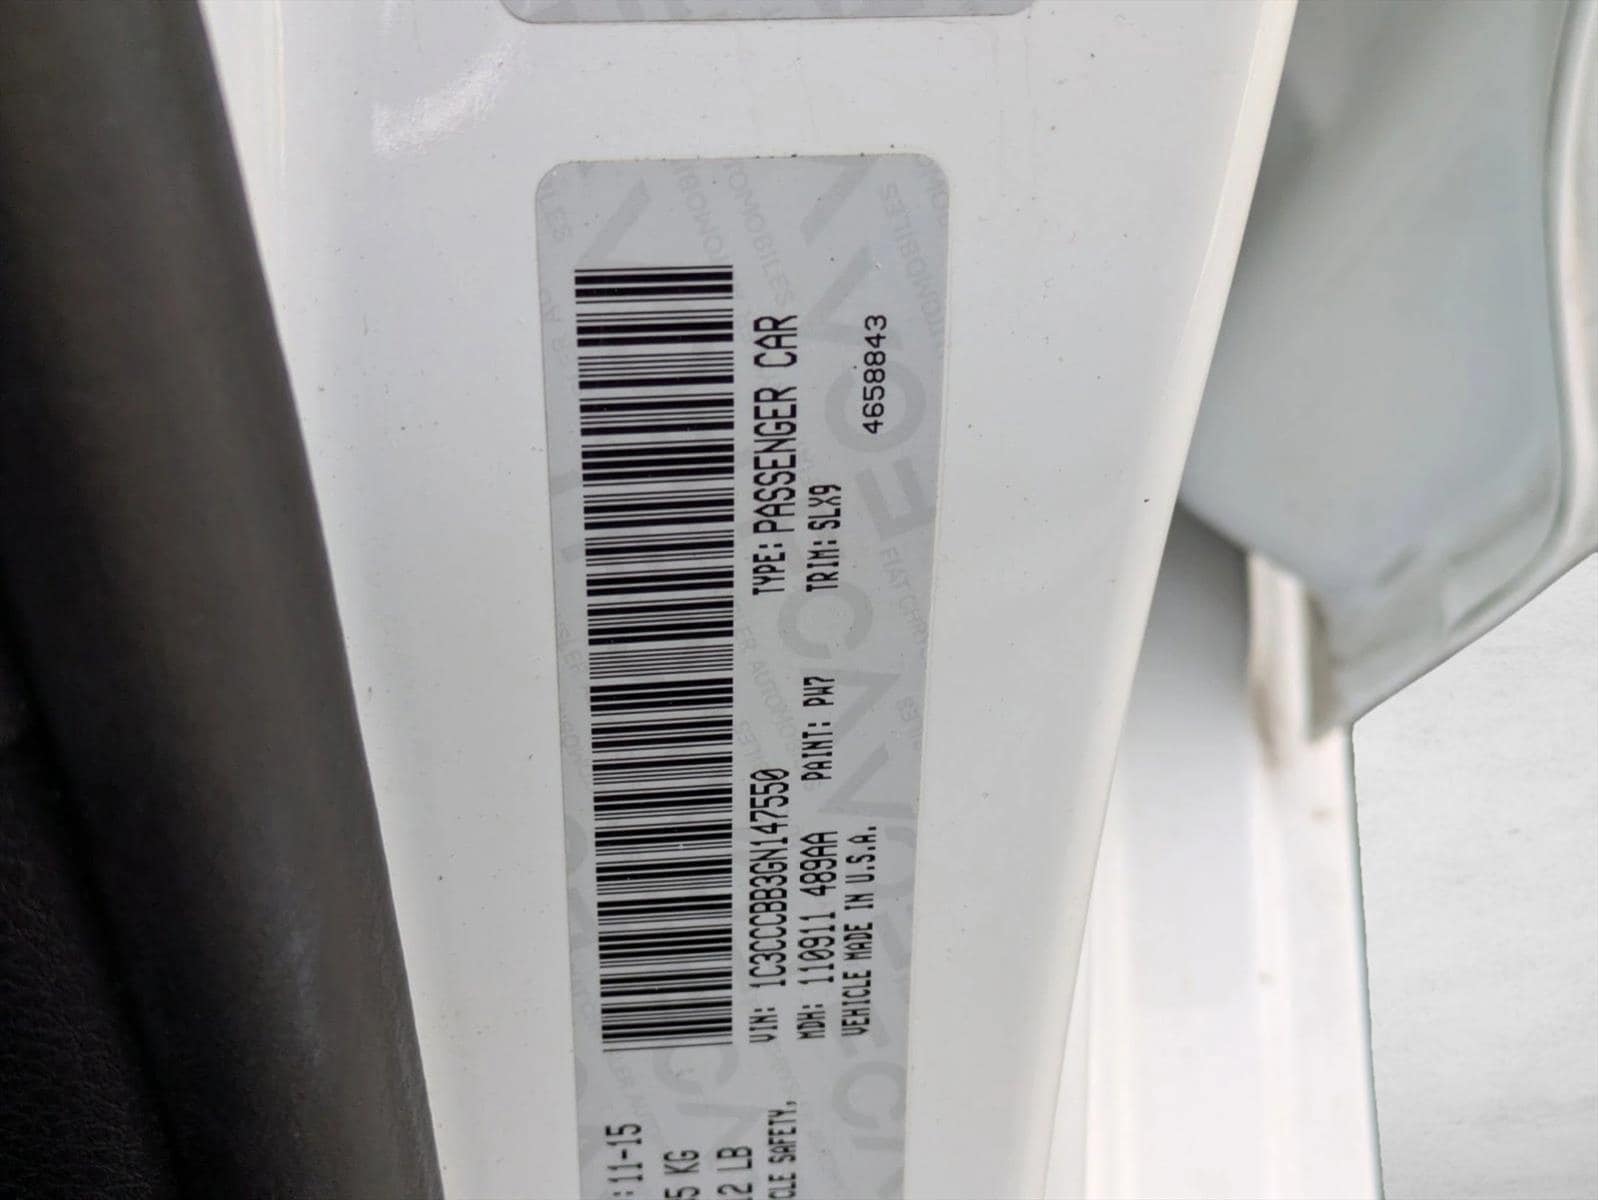 :11-15
5 KG
12 LB
CLE SAFETY,
VIN: 1C3CCCBB3GN147550
TYPE: PASSENGER CAR
MDH: 110911 489AA
PAINT: PW7
TRIM: SLX9
VEHICLE MADE IN U.S.A.
4658843